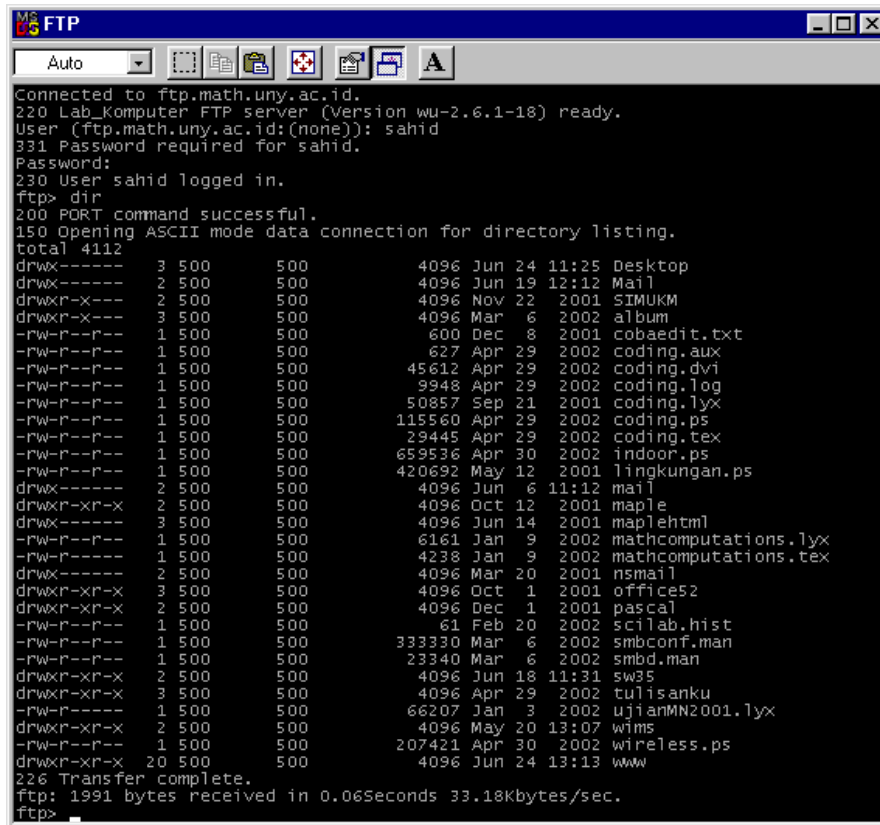 MS DOS FTP
Auto A
Connected to ftp.math.uny.ac.id.
220 Lab_Komputer FTP server (Version wu-2.6.1-18) ready.
User (ftp.math.uny.ac.id:(none)): sahid
331 Password required for sahid.
Password:
230 User sahid logged in.
ftp> dir
200 PORT command successful.
150 Opening ASCII mode data connection for directory listing.
total 4112
drwx------ 3 500 500 4096 Jun 24 11:25 Desktop
drwx------ 2 500 500 4096 Jun 19 12:12 Mail
drwxr-x--- 2 500 500 4096 Nov 22 2001 SIMUKM
drwxr-x--- 3 500 500 4096 Mar 6 2002 album
-rw-r--r-- 1 500 500 600 Dec 8 2001 cobaedit.txt
-rw-r--r-- 1 500 500 627 Apr 29 2002 coding.aux
-rw-r--r-- 1 500 500 45612 Apr 29 2002 coding.dvi
-rw-r--r-- 1 500 500 9948 Apr 29 2002 coding.log
-rw-r--r-- 1 500 500 50857 Sep 21 2001 coding.lyx
-rw-r--r-- 1 500 500 115560 Apr 29 2002 coding.ps
-rw-r--r-- 1 500 500 29445 Apr 29 2002 coding.tex
-rw-r--r-- 1 500 500 659536 Apr 30 2002 indoor.ps
-rw-r--r-- 1 500 500 420692 May 12 2001 lingkungan.ps
drwx------ 2 500 500 4096 Jun 6 11:12 mail
drwxr-xr-x 2 500 500 4096 Oct 12 2001 maple
drwx------ 3 500 500 4096 Jun 14 2001 maplehtml
-rw-r--r-- 1 500 500 6161 Jan 9 2002 mathcomputations.lyx
-rw-r----- 1 500 500 4238 Jan 9 2002 mathcomputations.tex
drwx------ 2 500 500 4096 Mar 20 2001 nsmail
drwxr-xr-x 3 500 500 4096 Oct 1 2001 office52
drwxr-xr-x 2 500 500 4096 Dec 1 2001 pascal
-rw-r--r-- 1 500 500 61 Feb 20 2002 scilab.hist
-rw-r--r-- 1 500 500 333330 Mar 6 2002 smbconf.man
-rw-r--r-- 1 500 500 23340 Mar 6 2002 smbd.man
drwxr-xr-x 2 500 500 4096 Jun 18 11:31 sw35
drwxr-xr-x 3 500 500 4096 Apr 29 2002 tulisanku
-rw-r----- 1 500 500 66207 Jan 3 2002 ujianMN2001.lyx
drwxr-xr-x 2 500 500 4096 May 20 13:07 wims
-rw-r--r-- 1 500 500 207421 Apr 30 2002 wireless.ps
drwxr-xr-x 20 500 500 4096 Jun 24 13:13 www
226 Transfer complete.
ftp: 1991 bytes received in 0.06Seconds 33.18Kbytes/sec.
ftp> _